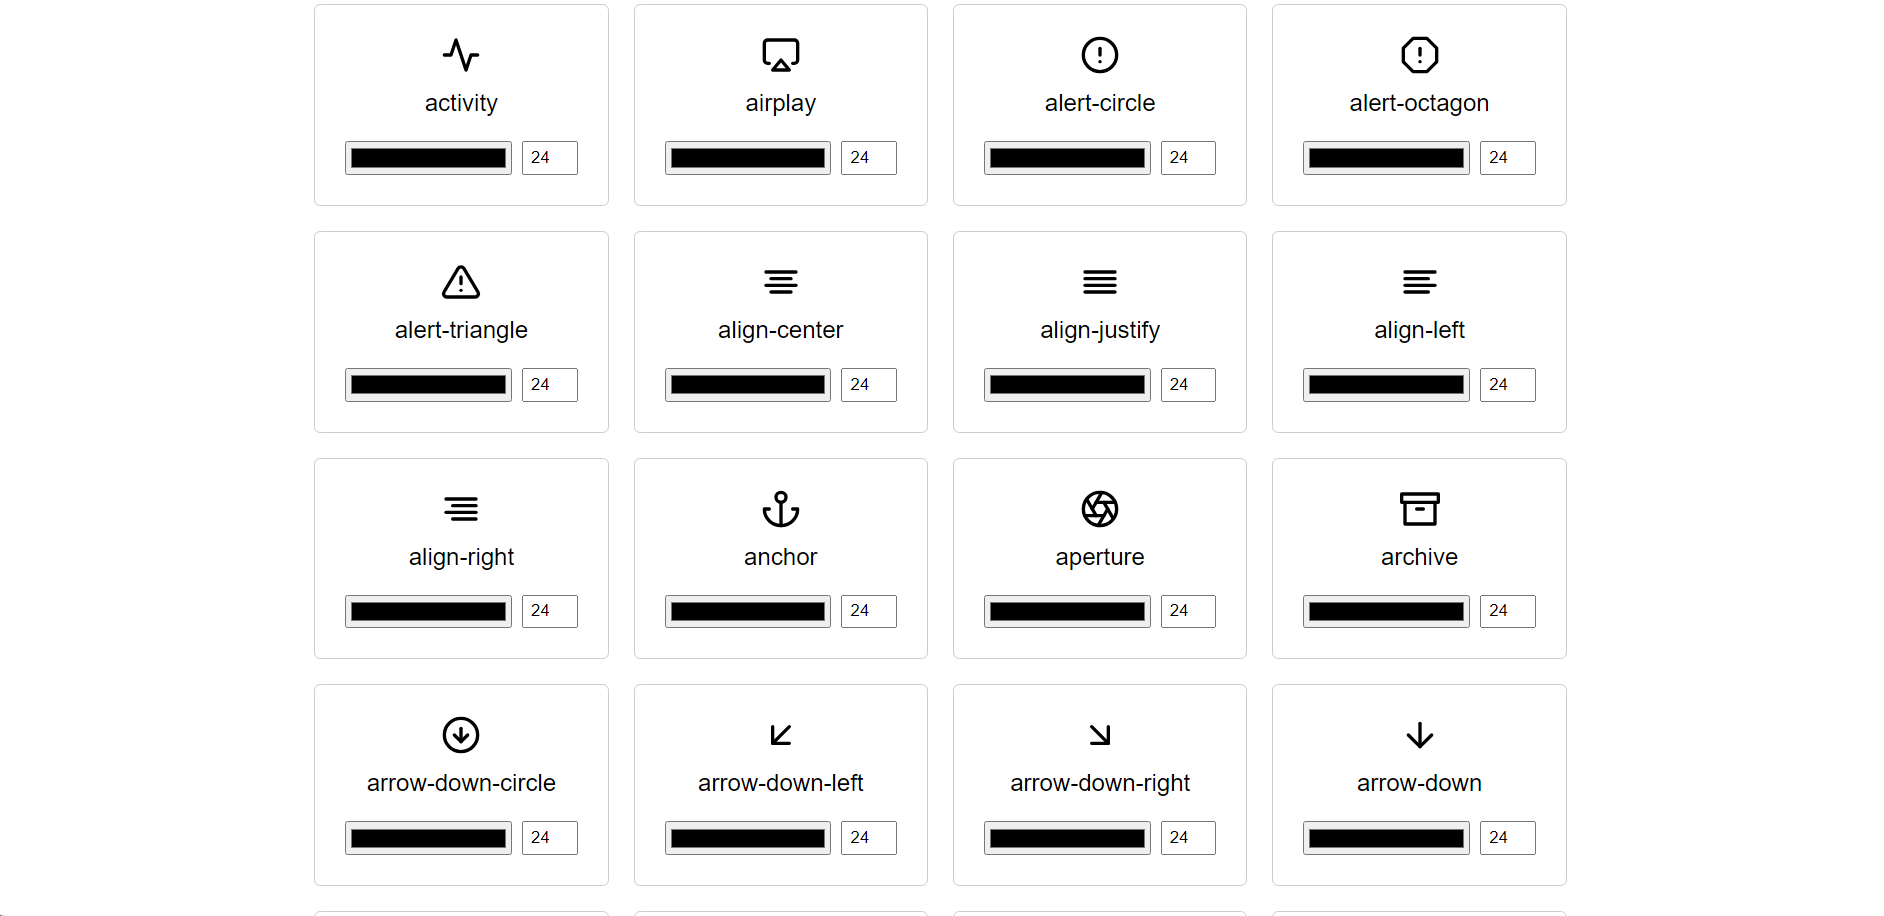 activity
airplay
alert-circle
alert-octagon
24
24
24
24
alert-triangle
align-center
align-justify
align-left
24
24
24
24
align-right
anchor
aperture
archive
24
24
24
24
arrow-down-circle
arrow-down-left
arrow-down-right
arrow-down
24
24
24
24